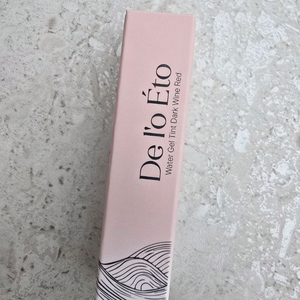 De l'o Éto
Water Gel Tint Dark Wine Red